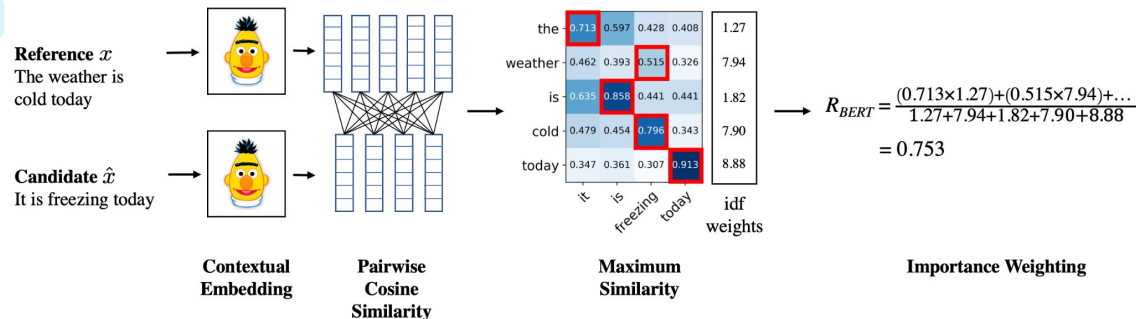 Reference x
The weather is
cold today
Candidate x̂
It is freezing today
Contextual
Embedding
Pairwise
Cosine
Similarity
the 0.713 0.597 0.428 0.408 1.27
weather 0.462 0.393 0.515 0.326 7.94
is 0.635 0.858 0.441 0.441 1.82
cold 0.479 0.454 0.796 0.343 7.90
today 0.347 0.361 0.307 0.913 8.88
it is freezing today
idf
weights
Maximum
Similarity
R_BERT = (0.713×1.27)+(0.515×7.94)+...
1.27+7.94+1.82+7.90+8.88
= 0.753
Importance Weighting